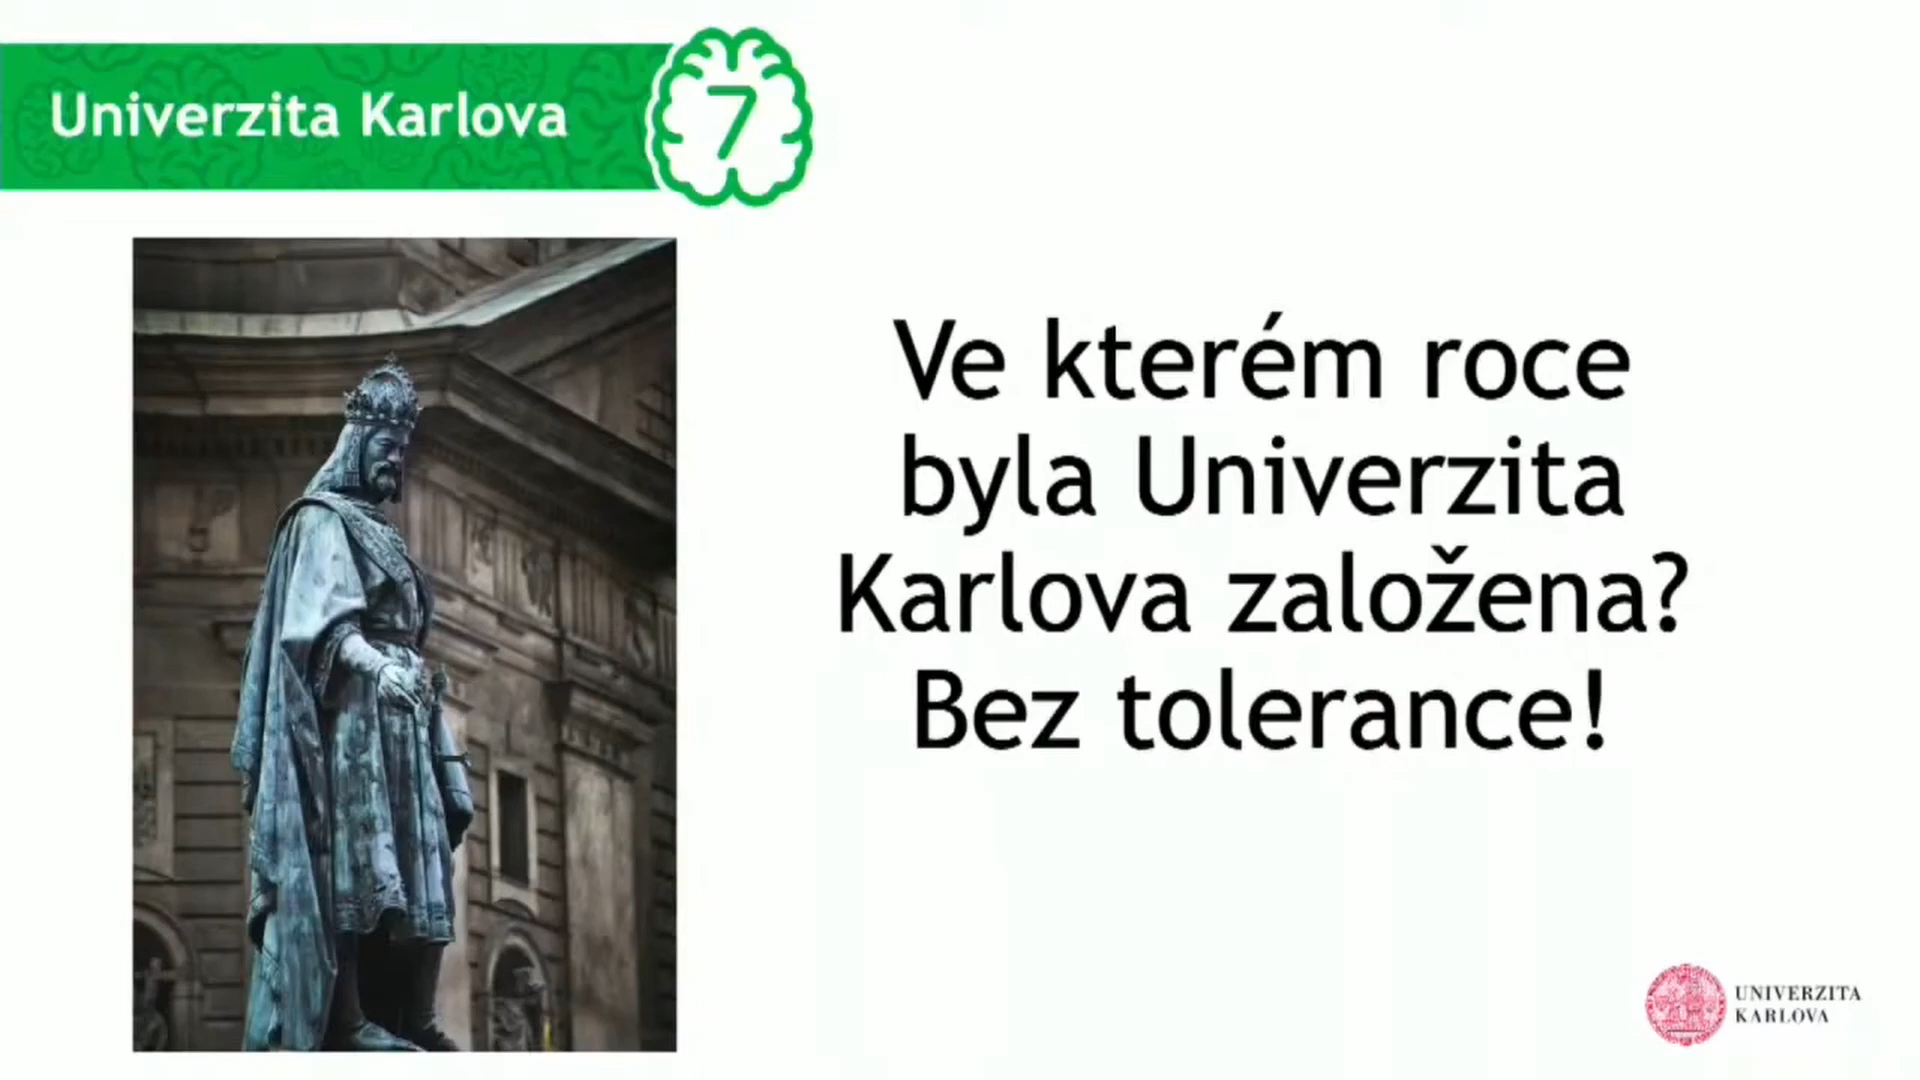 Univerzita Karlova
7
Ve kterém roce
byla Univerzita
Karlova založena?
Bez tolerance!
UNIVERZITA
KARLOVA